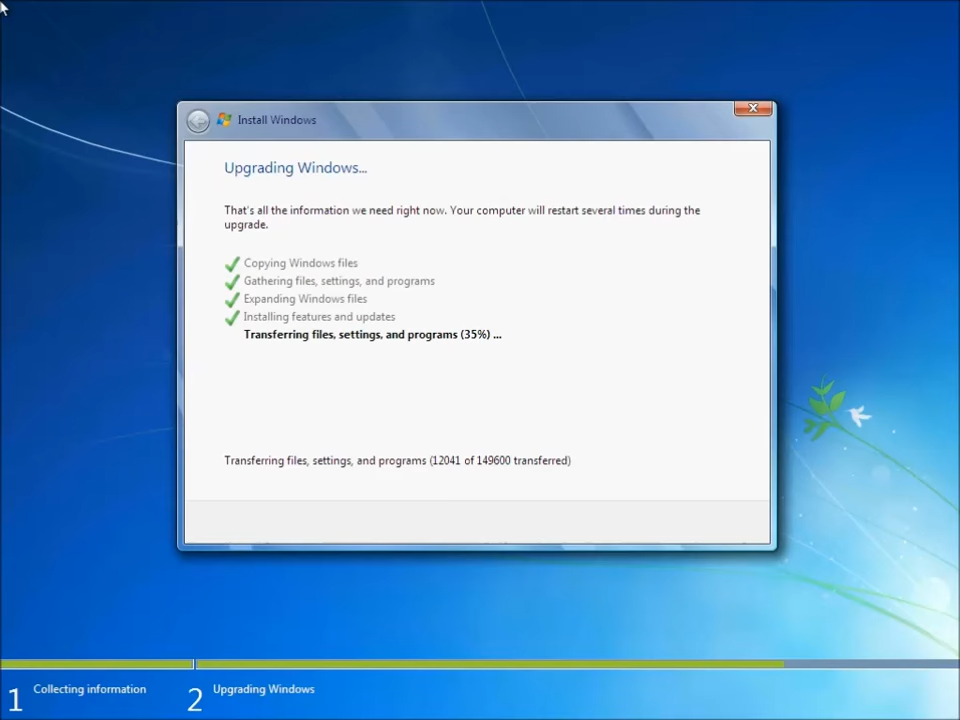 Install Windows
Upgrading Windows...
That's all the information we need right now. Your computer will restart several times during the
upgrade.
Copying Windows files
Gathering files, settings, and programs
Expanding Windows files
Installing features and updates
Transferring files, settings, and programs (35%) ...
Transferring files, settings, and programs (12041 of 149600 transferred)
1 Collecting information 2 Upgrading Windows